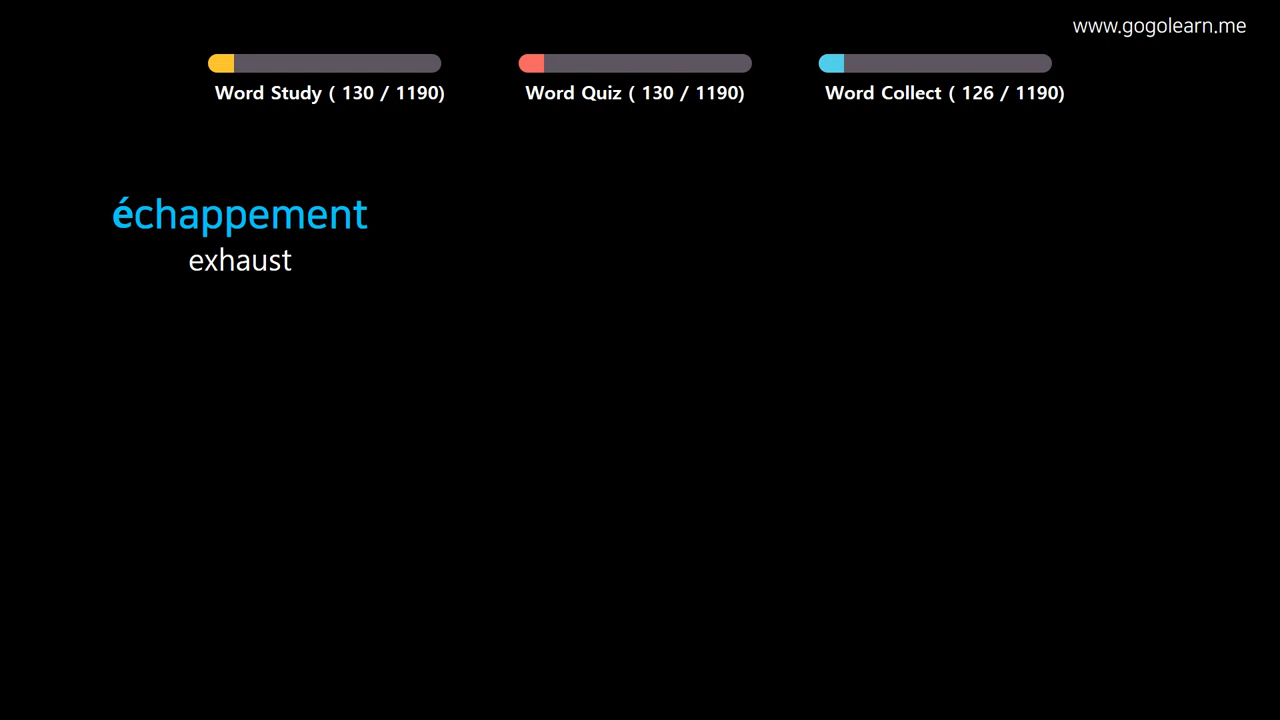 www.gogolearn.me
Word Study ( 130 / 1190)
Word Quiz ( 130 / 1190)
Word Collect ( 126 / 1190)
échappement
exhaust